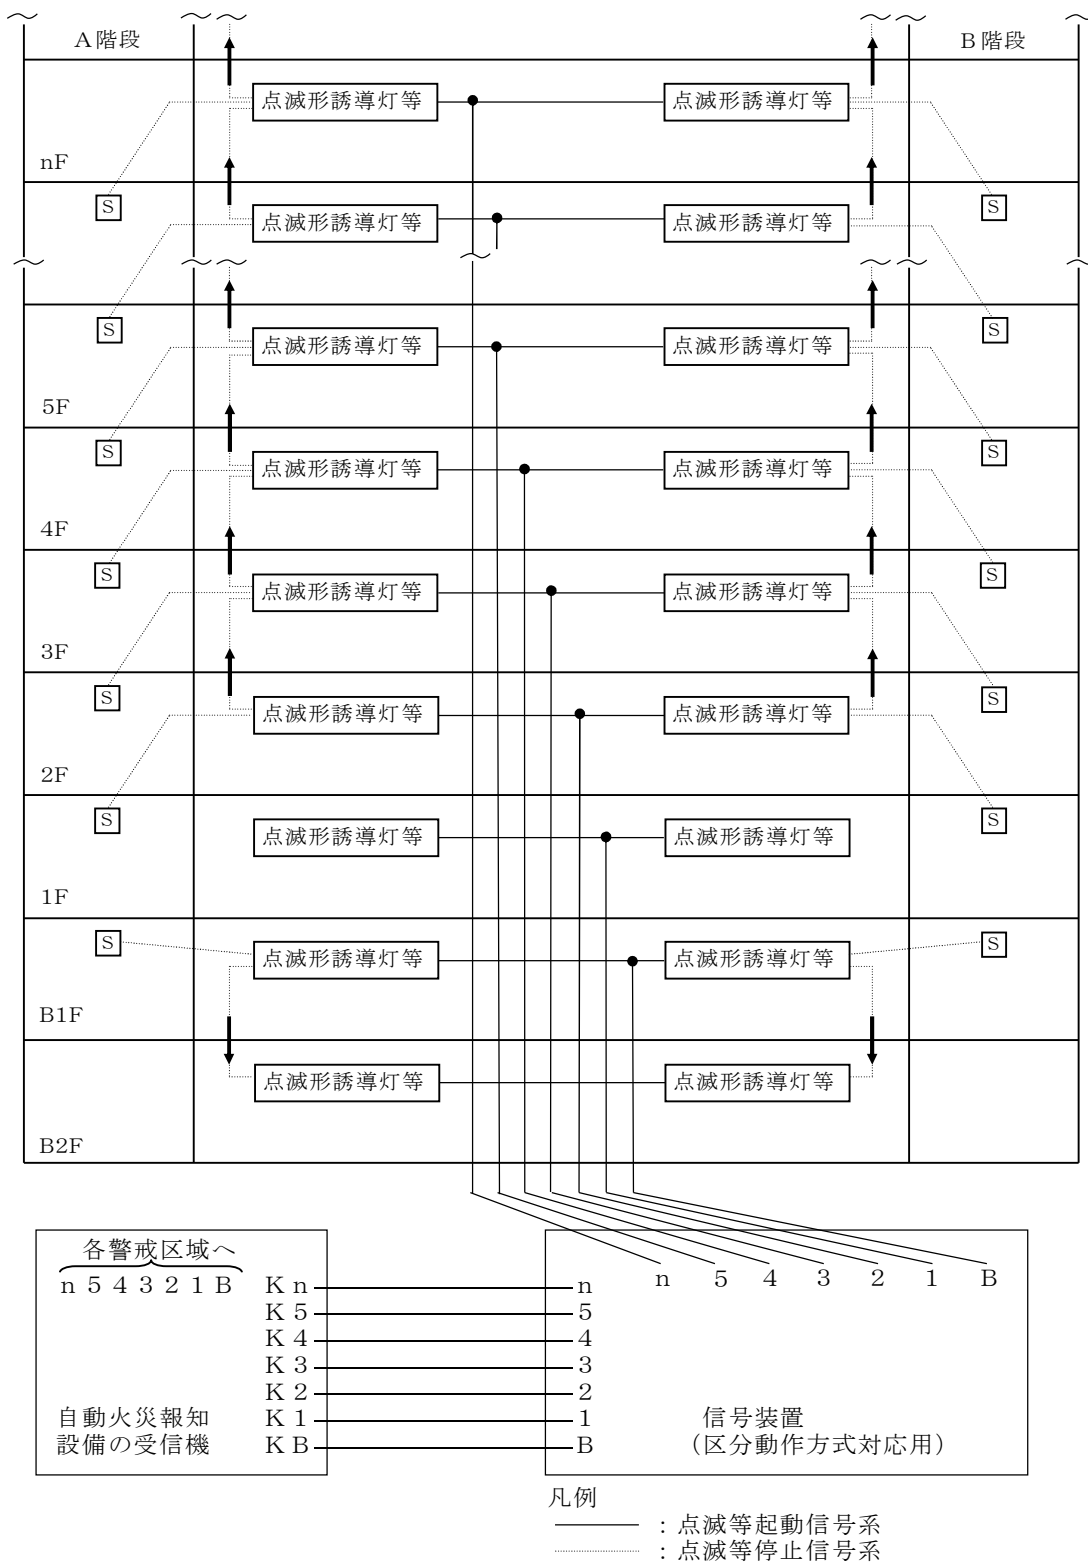 A階段
B階段
点滅形誘導灯等 点滅形誘導灯等
nF
S S
点滅形誘導灯等 点滅形誘導灯等
S S
点滅形誘導灯等 点滅形誘導灯等
5F
S S
点滅形誘導灯等 点滅形誘導灯等
4F
S S
点滅形誘導灯等 点滅形誘導灯等
3F
S S
点滅形誘導灯等 点滅形誘導灯等
2F
S S
点滅形誘導灯等 点滅形誘導灯等
1F
S S
点滅形誘導灯等 点滅形誘導灯等
B1F
点滅形誘導灯等 点滅形誘導灯等
B2F
各警戒区域へ
n 5 4 3 2 1 B
K n
K 5
K 4
K 3
K 2
K 1
K B
自動火災報知
設備の受信機
n 5 4 3 2 1 B
n
5
4
3
2
1
B
信号装置
(区分動作方式対応用)
凡例
：点滅等起動信号系
：点滅等停止信号系